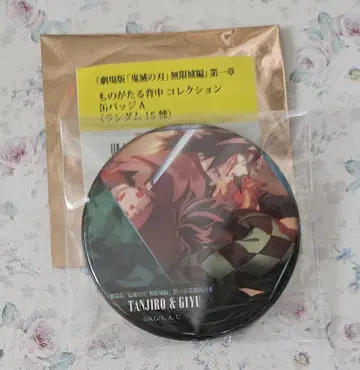 『劇場版「鬼滅の刃」無限城編』第一章
ものがたる背中 コレクション
缶バッジ A
(ランダム 15 種)
TANJIRO & GIYU
©KG/S, A, U